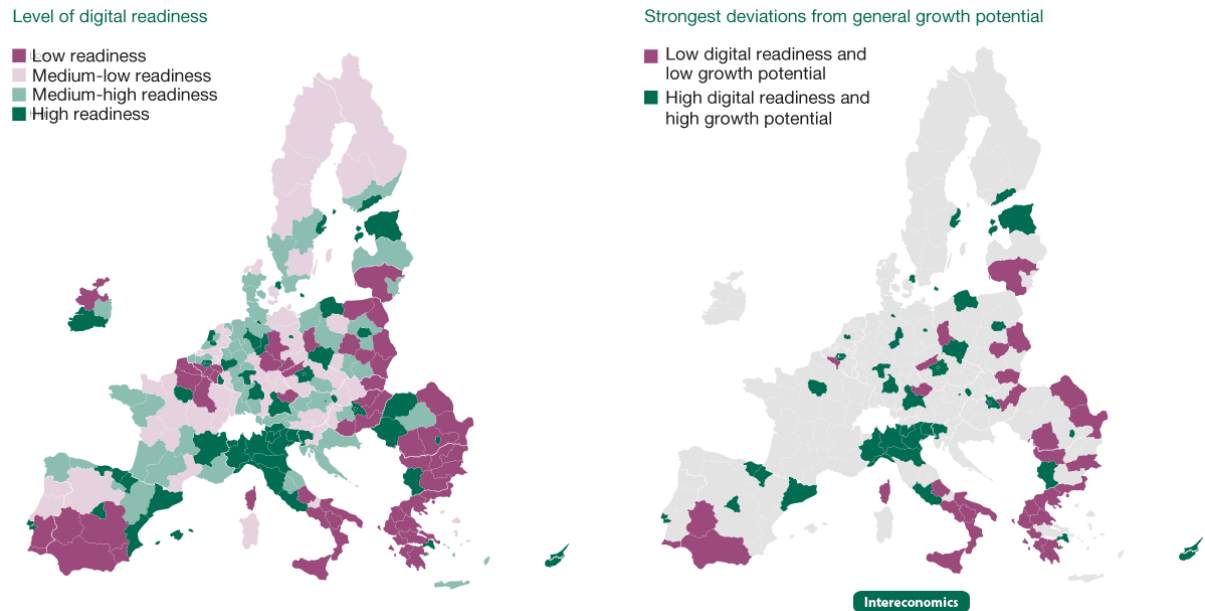 Level of digital readiness
Low readiness
Medium-low readiness
Medium-high readiness
High readiness
Strongest deviations from general growth potential
Low digital readiness and
low growth potential
High digital readiness and
high growth potential
Intereconomics